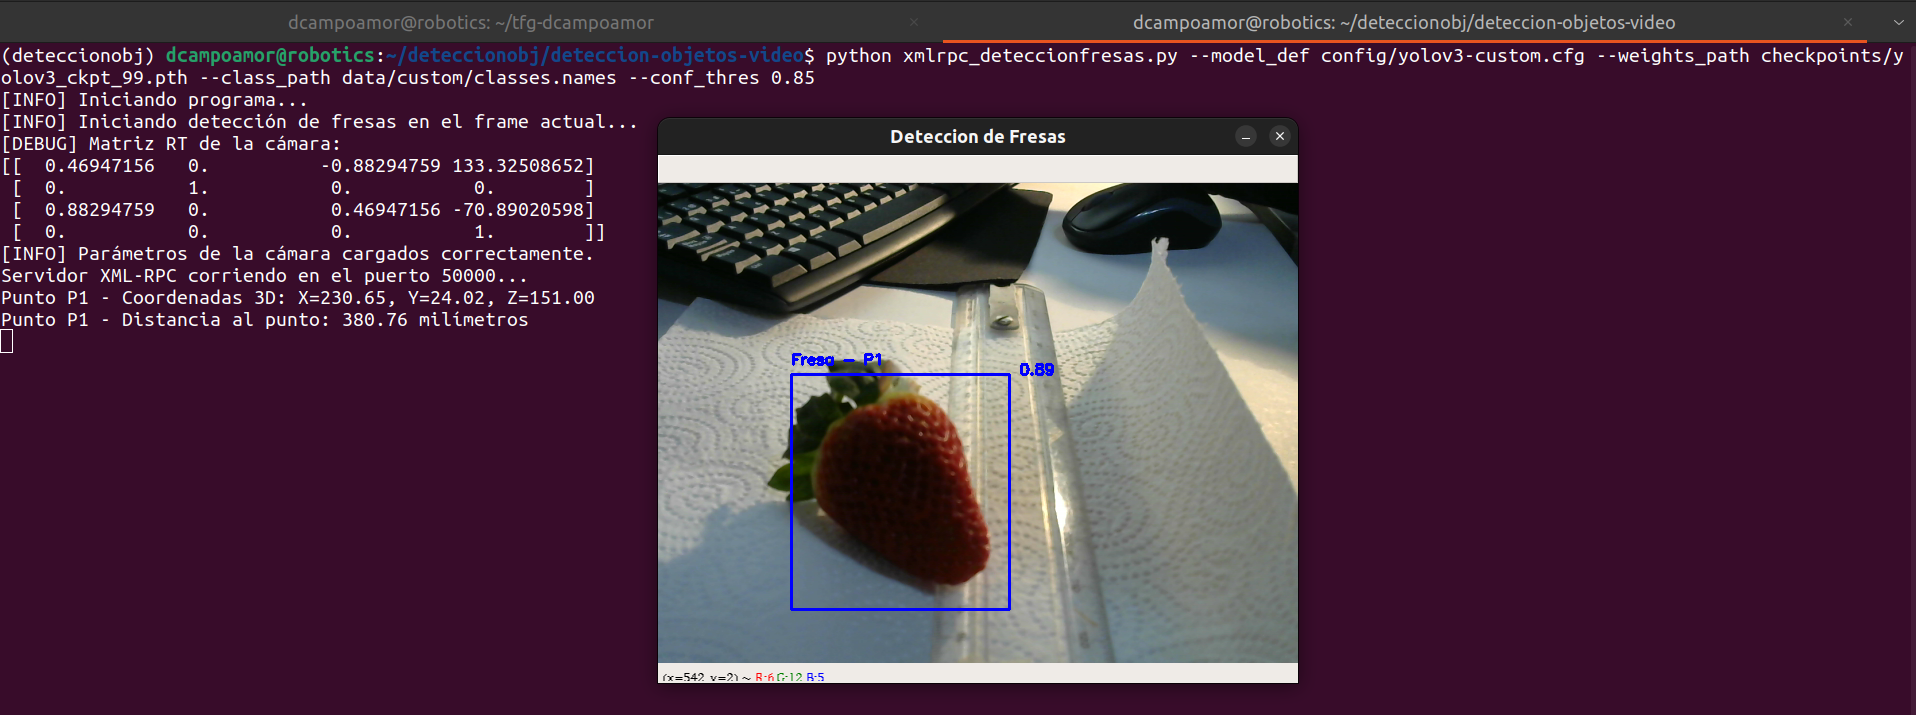 dcampoamor@robotics: ~/tfg-dcampoamor
dcampoamor@robotics: ~/deteccionobj/deteccion-objetos-video
(deteccionobj) dcampoamor@robotics:~/deteccionobj/deteccion-objetos-video$ python xmlrpc_deteccionfresas.py --model_def config/yolov3-custom.cfg --weights_path checkpoints/y
olov3_ckpt_99.pth --class_path data/custom/classes.names --conf_thres 0.85
[INFO] Iniciando programa...
[INFO] Iniciando detección de fresas en el frame actual...
[DEBUG] Matriz RT de la cámara:
[[  0.46947156   0.         -0.88294759 133.32508652]
 [  0.           1.           0.           0.        ]
 [  0.88294759   0.           0.46947156 -70.89020598]
 [  0.           0.           0.           1.        ]]
[INFO] Parámetros de la cámara cargados correctamente.
Servidor XML-RPC corriendo en el puerto 50000...
Punto P1 - Coordenadas 3D: X=230.65, Y=24.02, Z=151.00
Punto P1 - Distancia al punto: 380.76 milímetros
Deteccion de Fresas
Fresa - P1
0.89
(x=542, y=2) ~ R:6 G:12 B:5